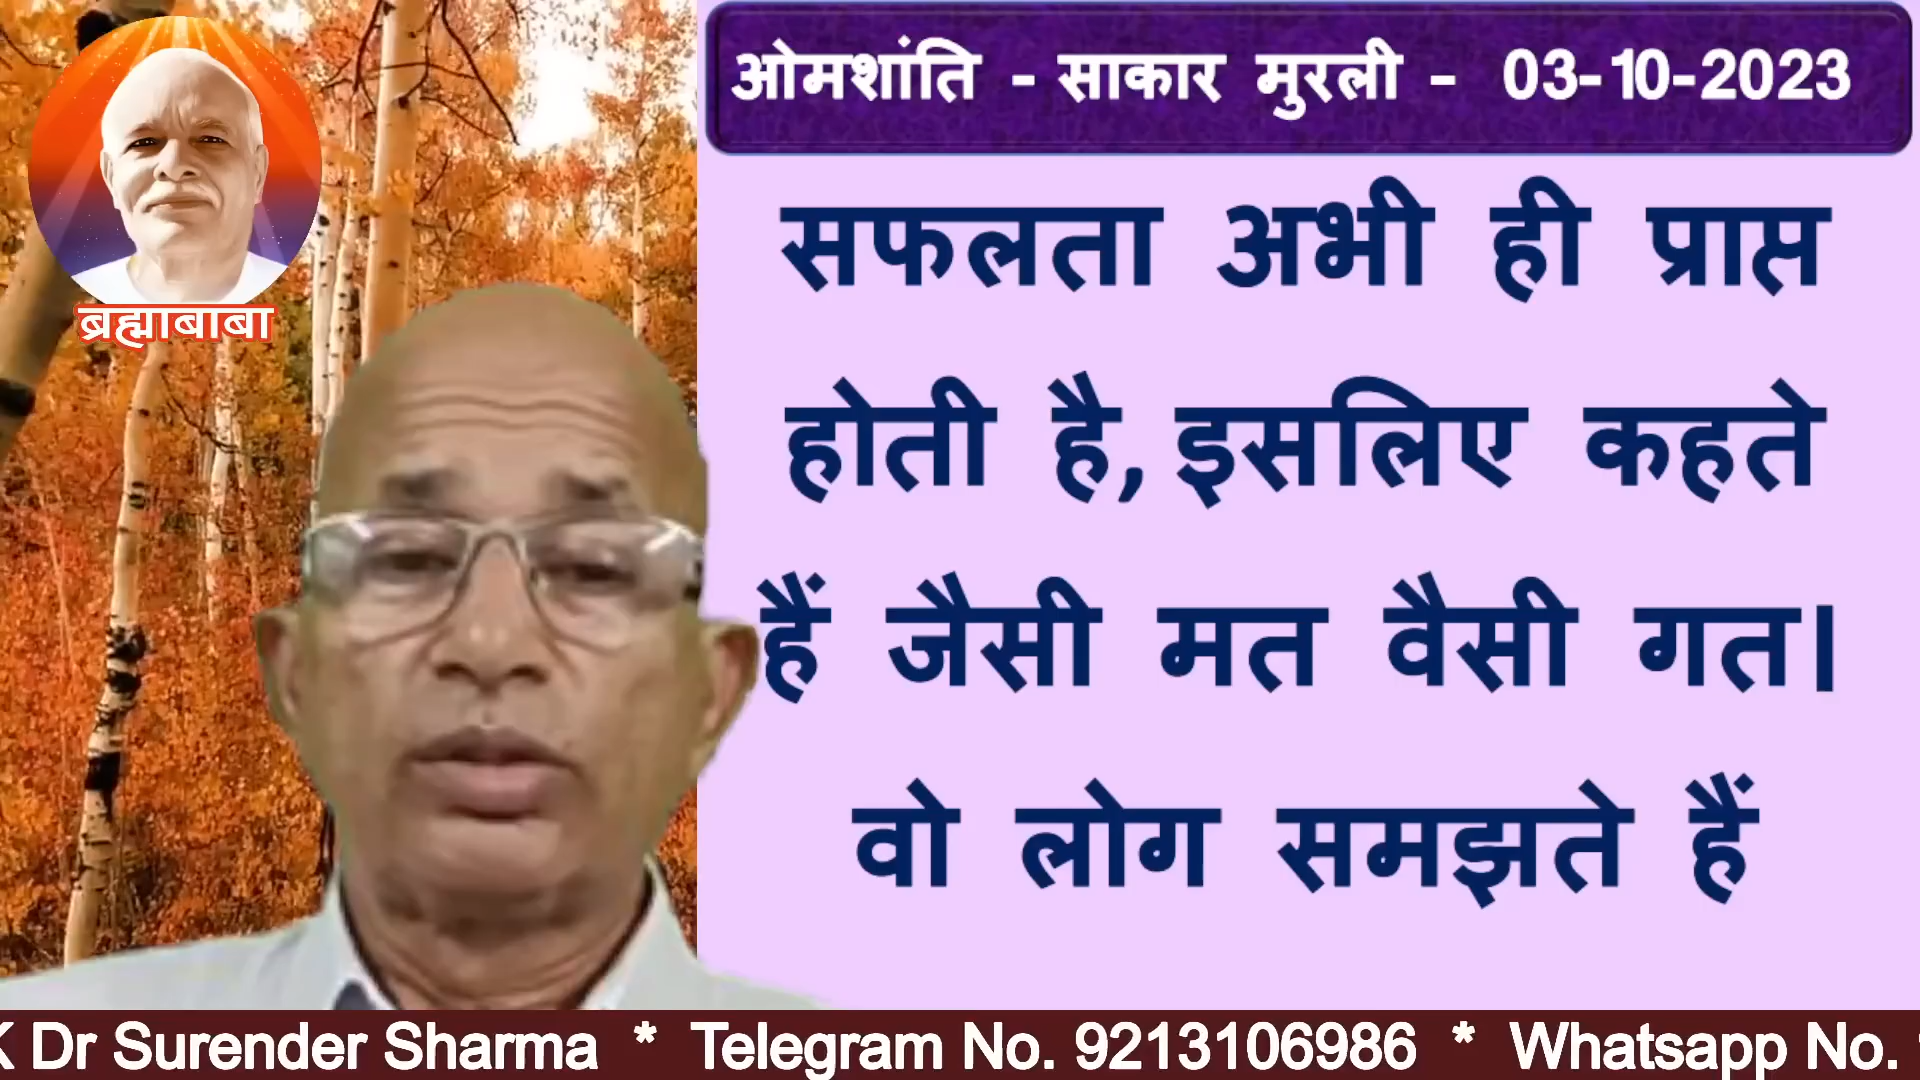 ओमशांति - साकार मुरली - 03-10-2023
ब्रह्माबाबा
सफलता अभी ही प्राप्त
होती है, इसलिए कहते
हैं जैसी मत वैसी गत।
वो लोग समझते हैं
Dr Surender Sharma * Telegram No. 9213106986 * Whatsapp No.